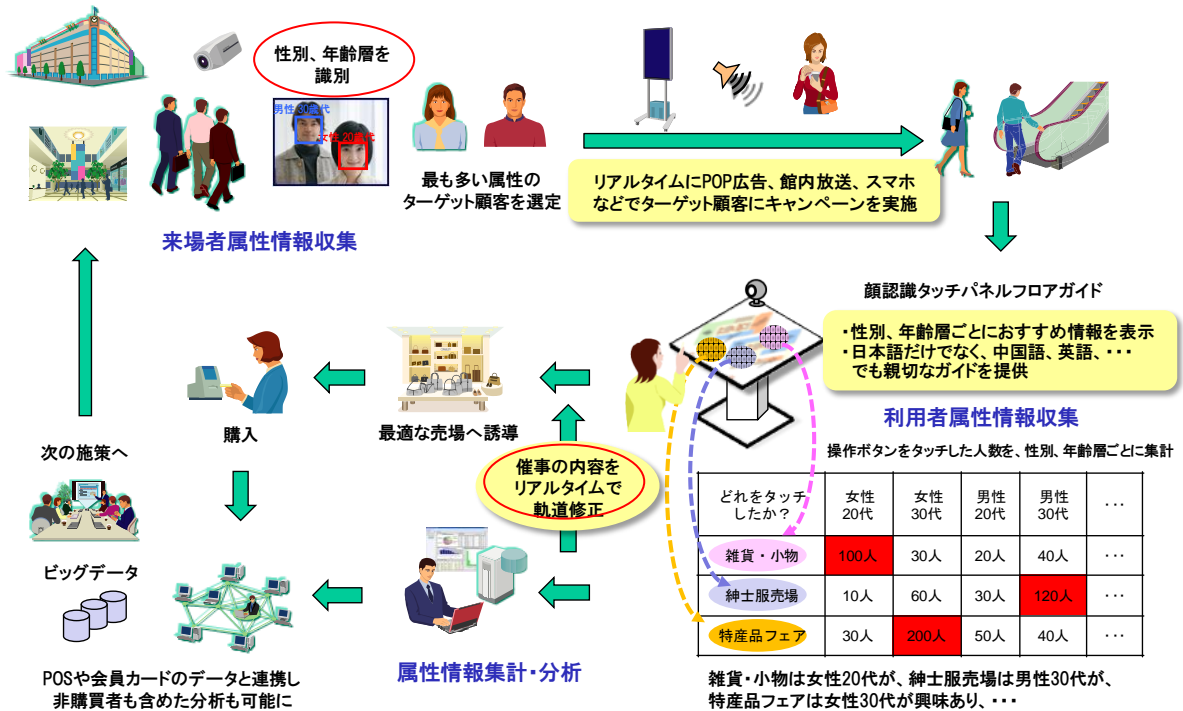 性別、年齢層を
識別
男性 30歳代
女性 20歳代
最も多い属性の
ターゲット顧客を選定
リアルタイムにPOP広告、館内放送、スマホ
などでターゲット顧客にキャンペーンを実施
来場者属性情報収集
顔認識タッチパネルフロアガイド
・性別、年齢層ごとにおすすめ情報を表示
・日本語だけでなく、中国語、英語、・・・
でも親切なガイドを提供
利用者属性情報収集
操作ボタンをタッチした人数を、性別、年齢層ごとに集計
どれをタッチ
したか？
女性
20代
女性
30代
男性
20代
男性
30代
・・・
雑貨・小物 100人 30人 20人 40人 ・・・
紳士服売場 10人 60人 30人 120人 ・・・
特産品フェア 30人 200人 50人 40人 ・・・
雑貨・小物は女性20代が、紳士服売場は男性30代が、
特産品フェアは女性30代が興味あり、・・・
最適な売場へ誘導
購入
催事の内容を
リアルタイムで
軌道修正
属性情報集計・分析
次の施策へ
ビッグデータ
POSや会員カードのデータと連携し
非購買者も含めた分析も可能に